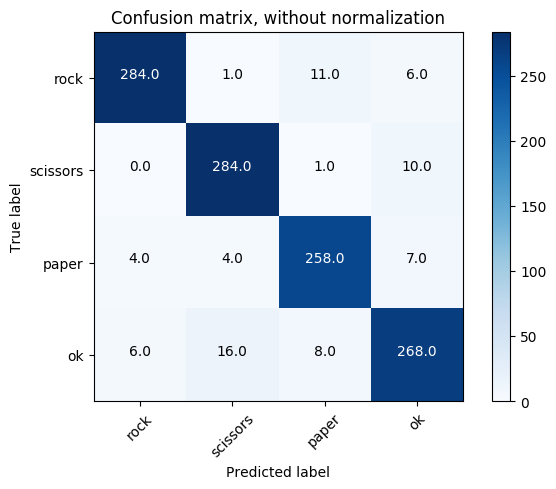 Confusion matrix, without normalization
rock 284.0 1.0 11.0 6.0
scissors 0.0 284.0 1.0 10.0
paper 4.0 4.0 258.0 7.0
ok 6.0 16.0 8.0 268.0
rock scissors paper ok
True label
Predicted label
250
200
150
100
50
0